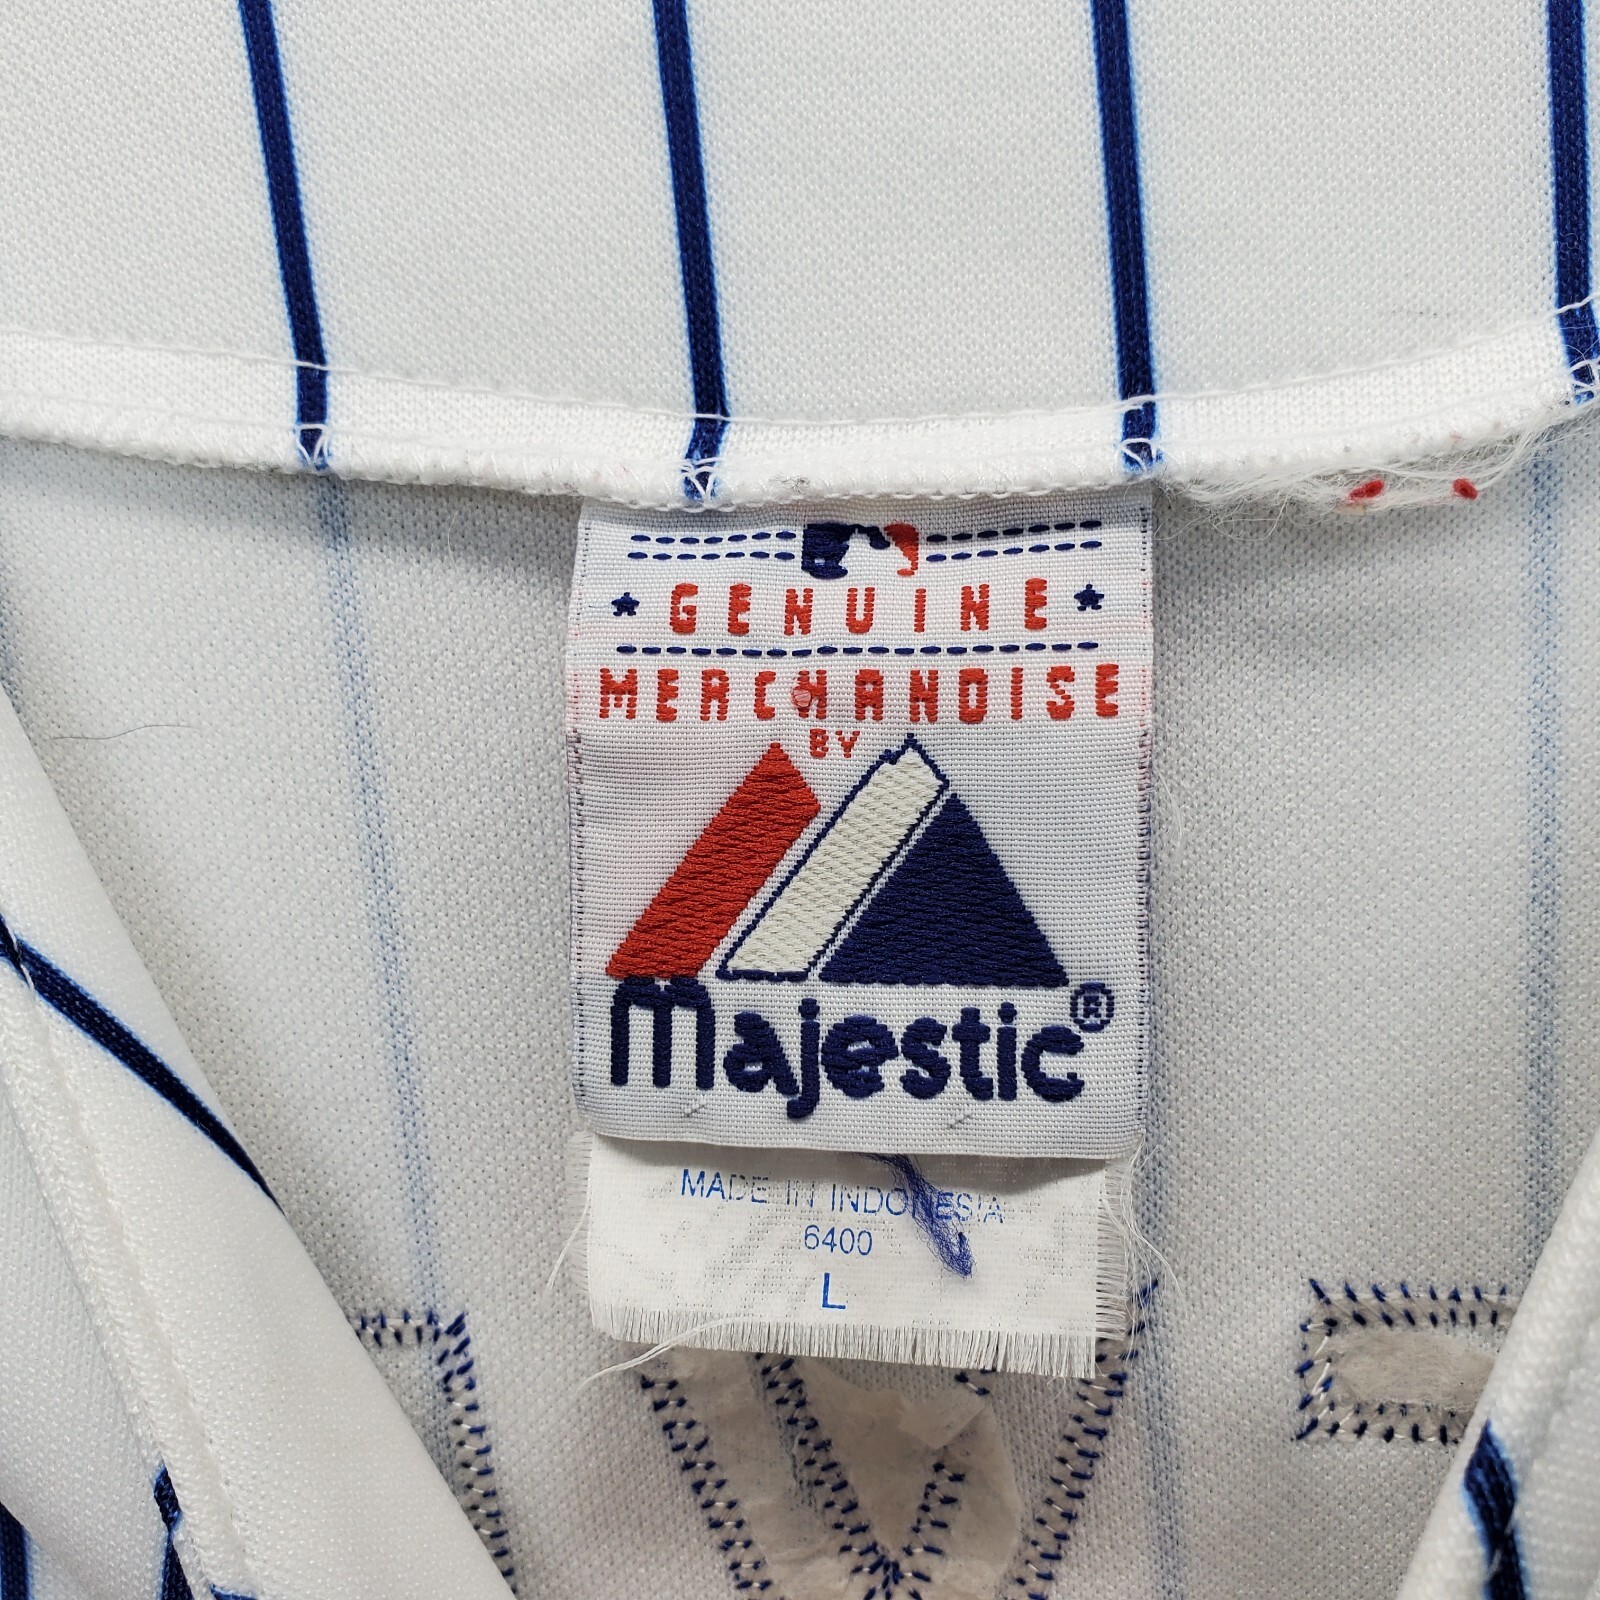 GENUINE
MERCHANDISE
BY
Majestic®
MADE IN INDONESIA
6400
L